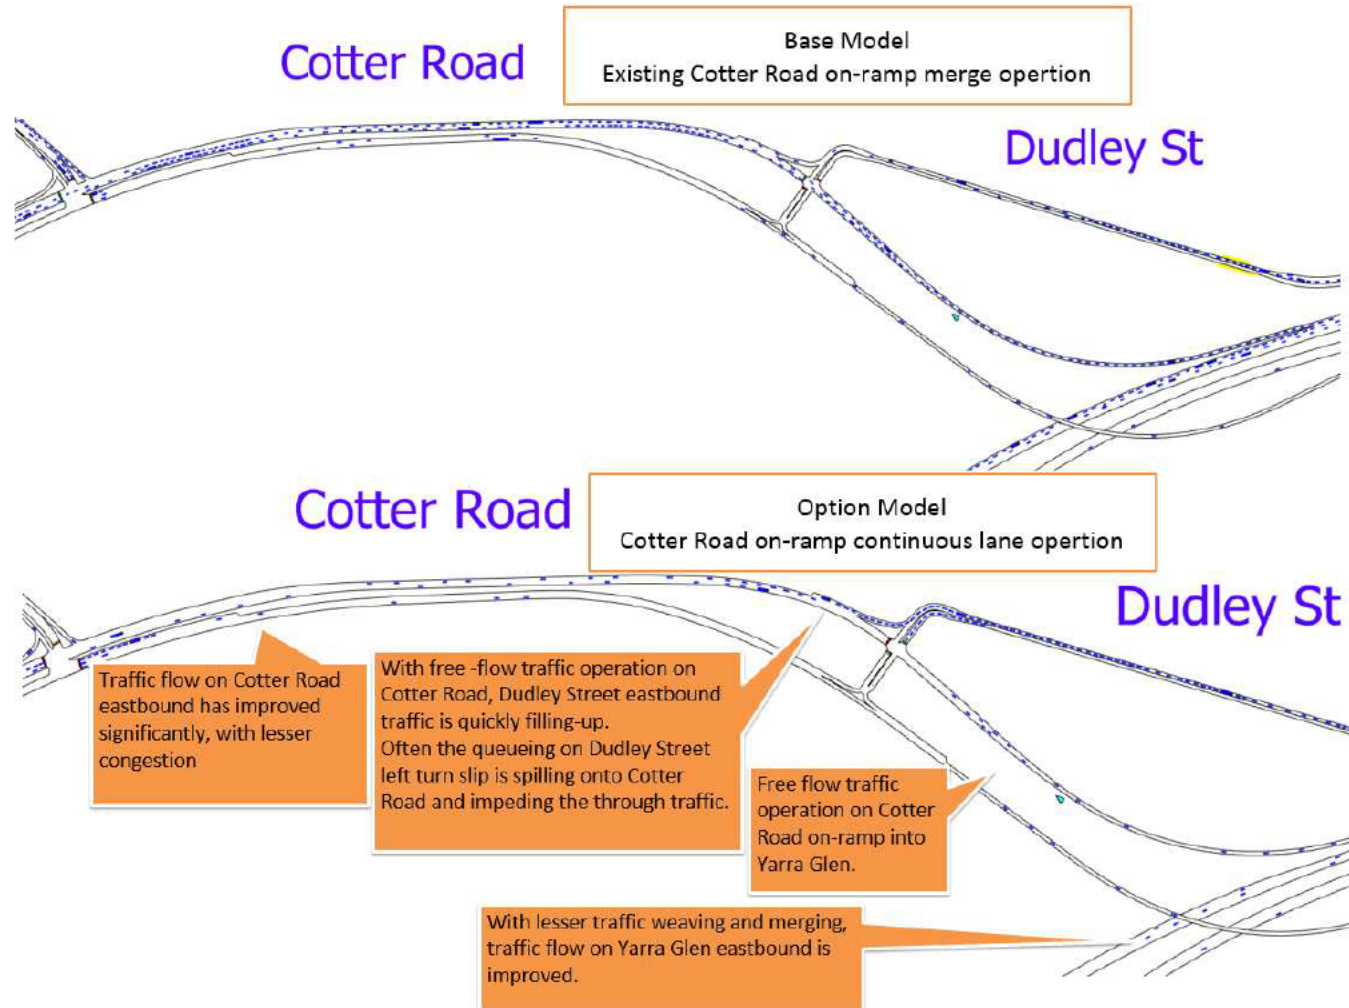 Cotter Road
Base Model
Existing Cotter Road on-ramp merge opertion
Dudley St
Cotter Road
Option Model
Cotter Road on-ramp continuous lane opertion
Dudley St
Traffic flow on Cotter Road
eastbound has improved
significantly, with lesser
congestion
With free -flow traffic operation on
Cotter Road, Dudley Street eastbound
traffic is quickly filling-up.
Often the queueing on Dudley Street
left turn slip is spilling onto Cotter
Road and impeding the through traffic.
Free flow traffic
operation on Cotter
Road on-ramp into
Yarra Glen.
With lesser traffic weaving and merging,
traffic flow on Yarra Glen eastbound is
improved.